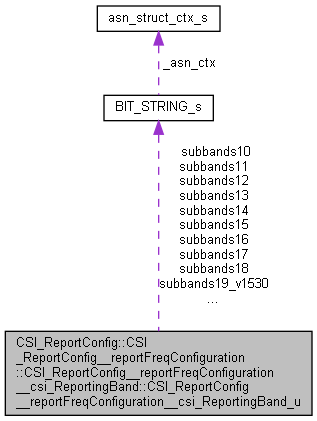 asn_struct_ctx_s
_asn_ctx
BIT_STRING_s
subbands10
subbands11
subbands12
subbands13
subbands14
subbands15
subbands16
subbands17
subbands18
subbands19_v1530
...
CSI_ReportConfig::CSI
_ReportConfig__reportFreqConfiguration
::CSI_ReportConfig__reportFreqConfiguration
__csi_ReportingBand::CSI_ReportConfig
__reportFreqConfiguration__csi_ReportingBand_u